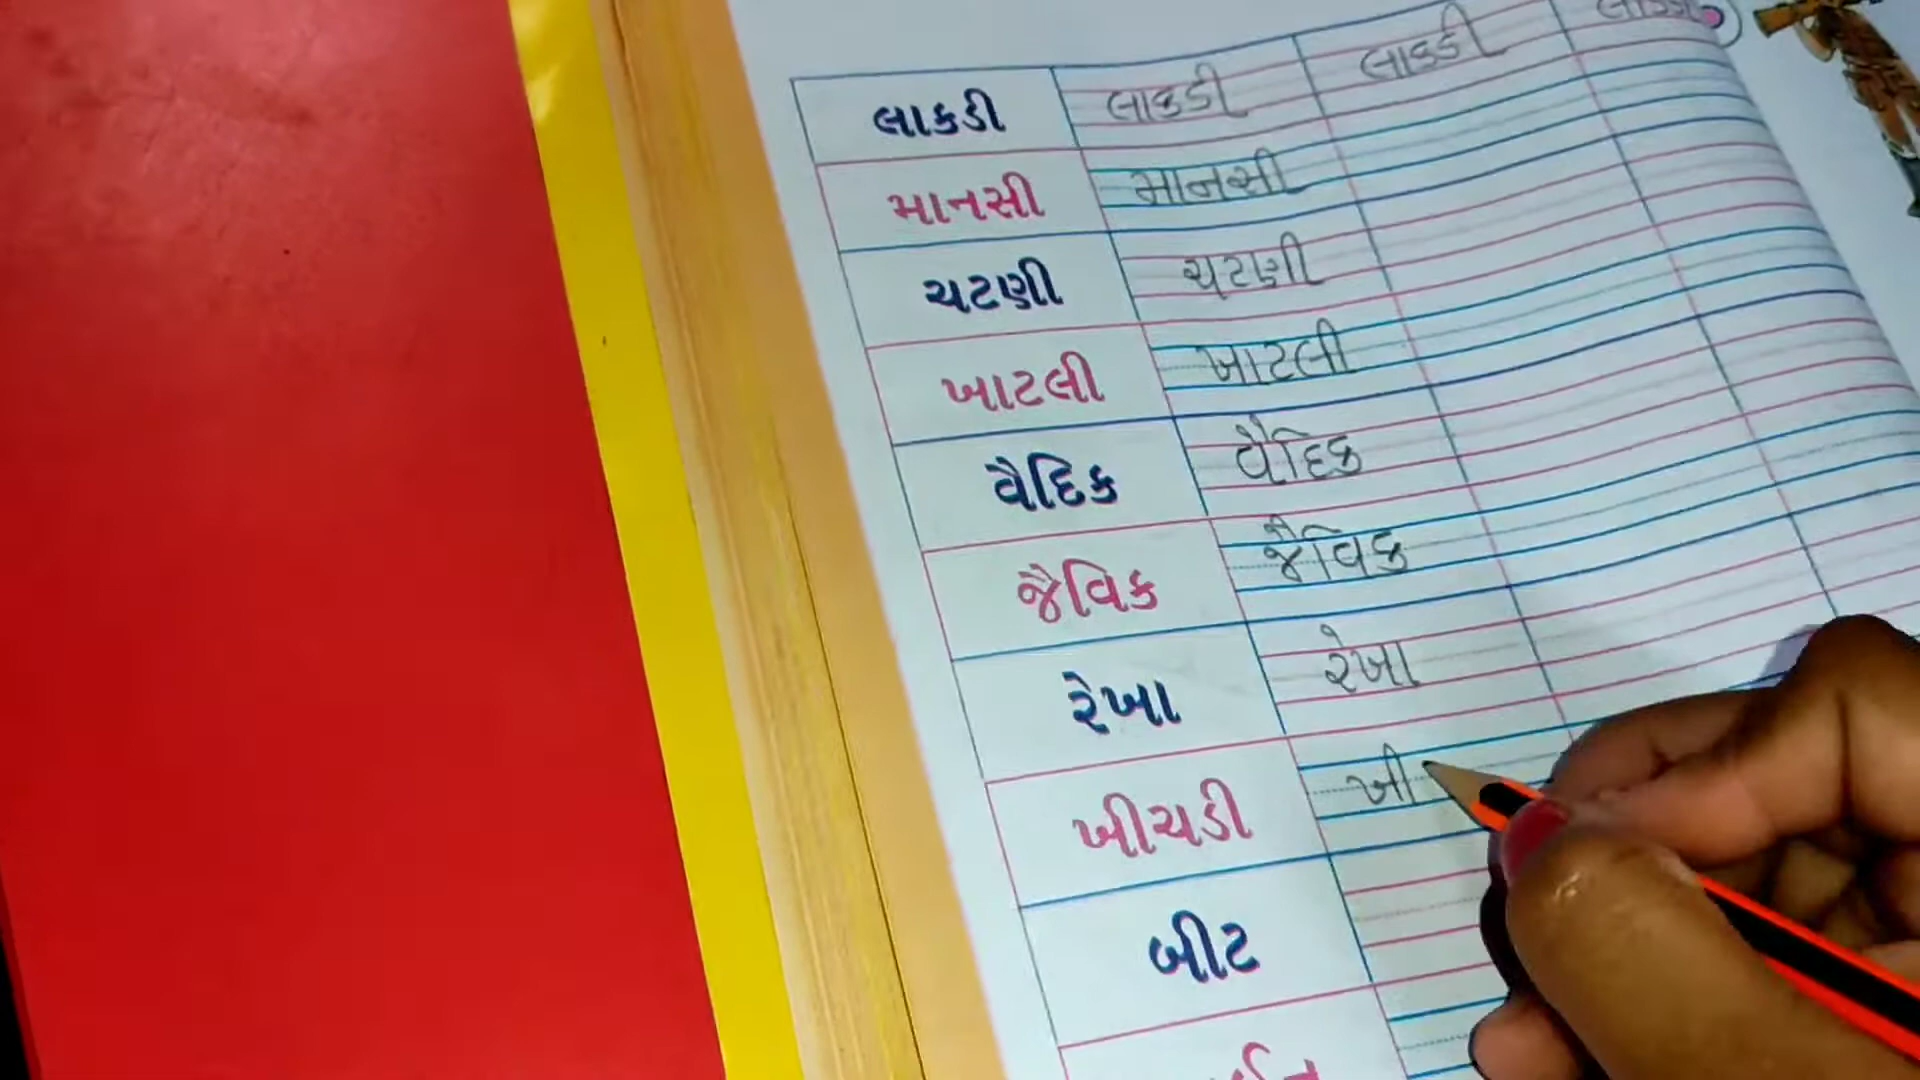 લાકડી લાકડી લાકડી
માનસી માનસી
ચટણી ચટણી
ખાટલી ખાટલી
વૈદિક વૈદિક
જૈવિક જૈવિક
રેખા રેખા
ખીચડી ખી
બીટ